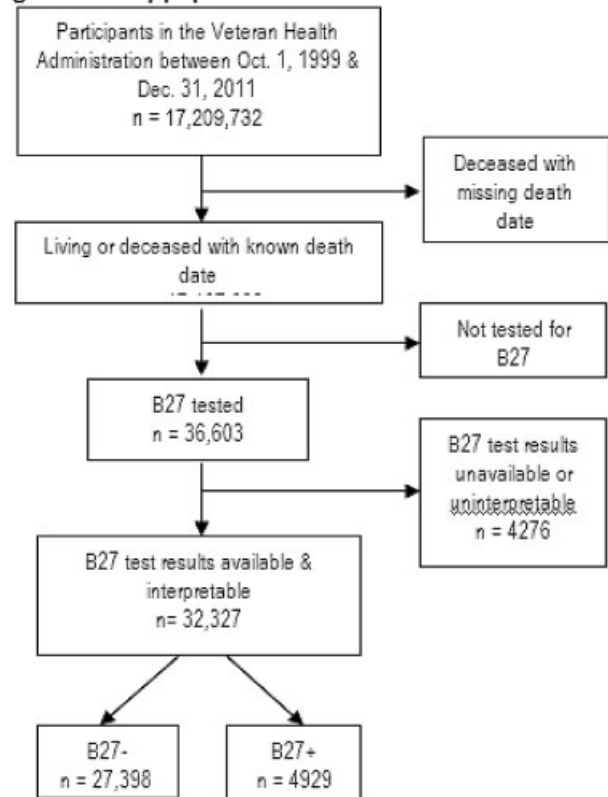 Participants in the Veteran Health
Administration between Oct. 1, 1999 &
Dec. 31, 2011
n = 17,209,732
Deceased with
missing death
date
Living or deceased with known death
date
Not tested for
B27
B27 tested
n = 36,603
B27 test results
unavailable or
uninterpretable
n = 4276
B27 test results available &
interpretable
n= 32,327
B27-
n = 27,398
B27+
n = 4929